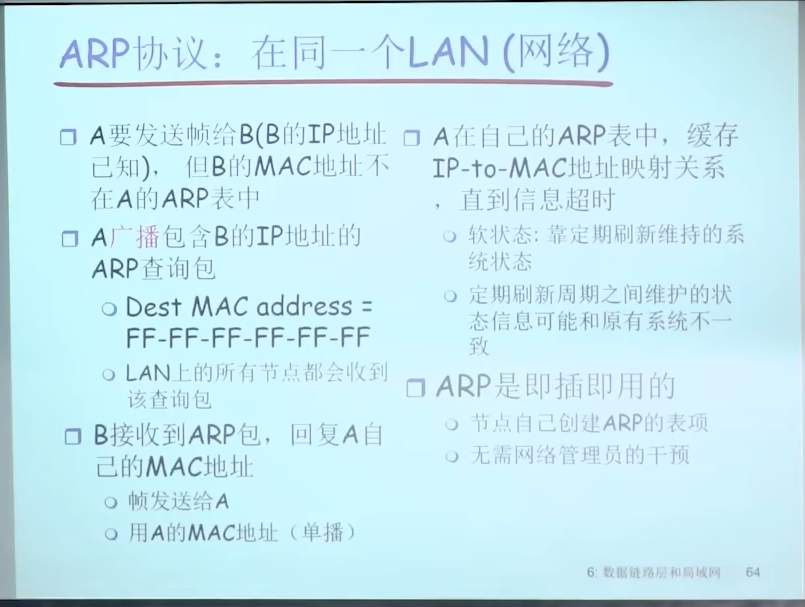 ARP协议：在同一个LAN (网络)
A要发送帧给B(B的IP地址
已知)， 但B的MAC地址不
在A的ARP表中
A广播包含B的IP地址的
ARP查询包
Dest MAC address =
FF-FF-FF-FF-FF-FF
LAN上的所有节点都会收到
该查询包
B接收到ARP包，回复A自
己的MAC地址
帧发送给A
用A的MAC地址（单播）
A在自己的ARP表中，缓存
IP-to-MAC地址映射关系
，直到信息超时
软状态: 靠定期刷新维持的系
统状态
定期刷新周期之间维护的状
态信息可能和原有系统不一
致
ARP是即插即用的
节点自己创建ARP的表项
无需网络管理员的干预
6: 数据链路层和局域网 64